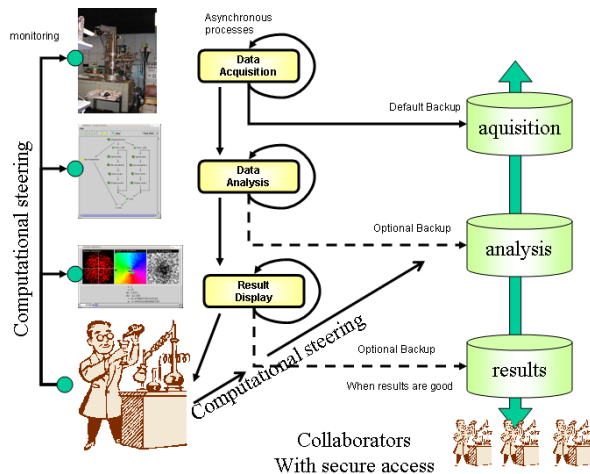 monitoring
Asynchronous
processes
Data
Acquisition
Default Backup
aquisition
Computational steering
Data
Analysis
Optional Backup
analysis
Result
Display
Computational steering
Optional Backup
results
When results are good
Collaborators
With secure access